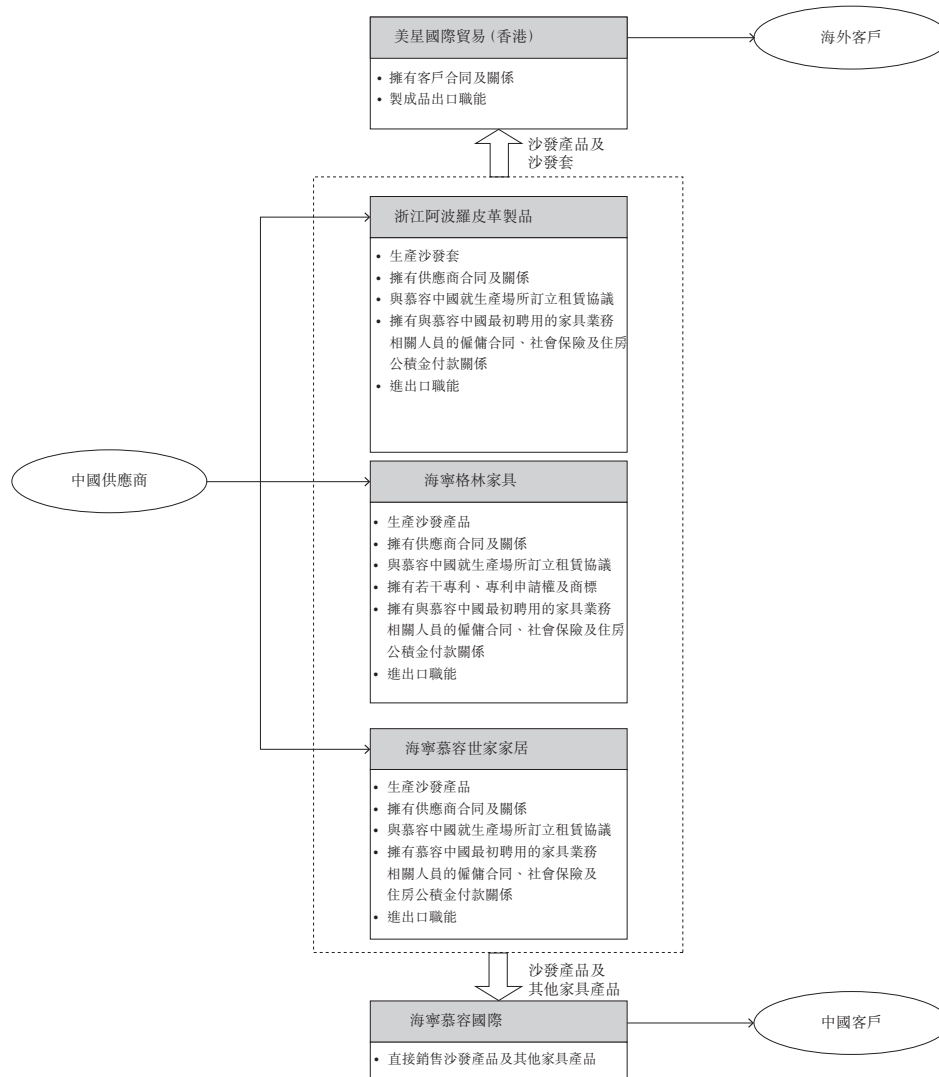 美星國際貿易(香港)
海外客戶
• 擁有客戶合同及關係
• 製成品出口職能
沙發產品及
沙發套
浙江阿波羅皮革製品
• 生產沙發套
• 擁有供應商合同及關係
• 與慕容中國就生產場所訂立租賃協議
• 擁有與慕容中國最初聘用的家具業務
相關人員的僱傭合同、社會保險及住房
公積金付款關係
• 進出口職能
中國供應商
海寧格林家具
• 生產沙發產品
• 擁有供應商合同及關係
• 與慕容中國就生產場所訂立租賃協議
• 擁有若干專利、專利申請權及商標
• 擁有與慕容中國最初聘用的家具業務
相關人員的僱傭合同、社會保險及住房
公積金付款關係
• 進出口職能
海寧慕容世家家居
• 生產沙發產品
• 擁有供應商合同及關係
• 與慕容中國就生產場所訂立租賃協議
• 擁有慕容中國最初聘用的家具業務
相關人員的僱傭合同、社會保險及
住房公積金付款關係
• 進出口職能
沙發產品及
其他家具產品
海寧慕容國際
中國客戶
• 直接銷售沙發產品及其他家具產品